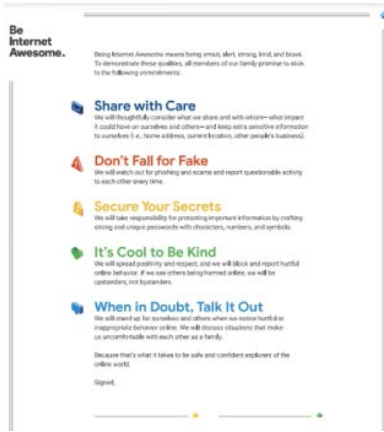 Be
Internet
Awesome.
Being Internet Awesome means being smart, alert, strong, kind, and brave.
To demonstrate these qualities, all members of our family promise to stick
to the following commitments:
Share with Care
We will thoughtfully consider what we share and with whom—what impact
it could have on ourselves and others—and keep extra sensitive information
to ourselves (i.e., home address, current location, other people's business).
Don't Fall for Fake
We will watch out for phishing and scams and report questionable activity
to each other every time.
Secure Your Secrets
We will take responsibility for protecting important information by crafting
strong and unique passwords with characters, numbers, and symbols.
It's Cool to Be Kind
We will spread positivity and respect, and we will block and report hurtful
online behavior. If we see others being harmed online, we will be
upstanders, not bystanders.
When in Doubt, Talk It Out
We will stand up for ourselves and others when we notice hurtful or
inappropriate behavior online. We will discuss situations that make
us uncomfortable with each other as a family.
Because that's what it takes to be safe and confident explorers of the
online world.
Signed,